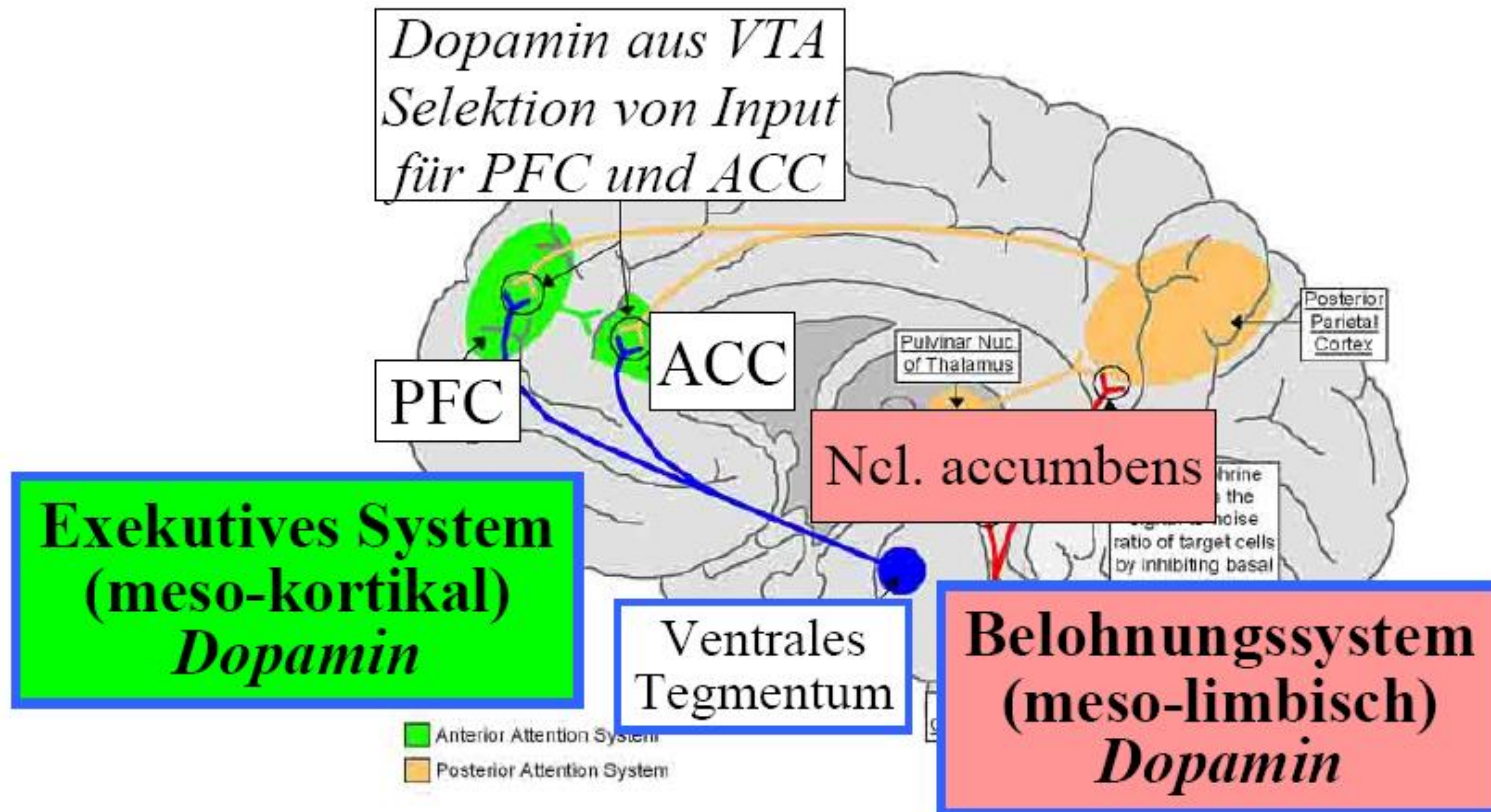 Dopamin aus VTA
Selektion von Input
für PFC und ACC
PFC
ACC
Pulvinar Nuc.
of Thalamus
Posterior
Parietal
Cortex
Ncl. accumbens
the
noise
ratio of target cells
by inhibiting basal
Exekutives System
(meso-kortikal)
Dopamin
Ventrales
Tegmentum
Belohnungssystem
(meso-limbisch)
Dopamin
Anterior Attention System
Posterior Attention System